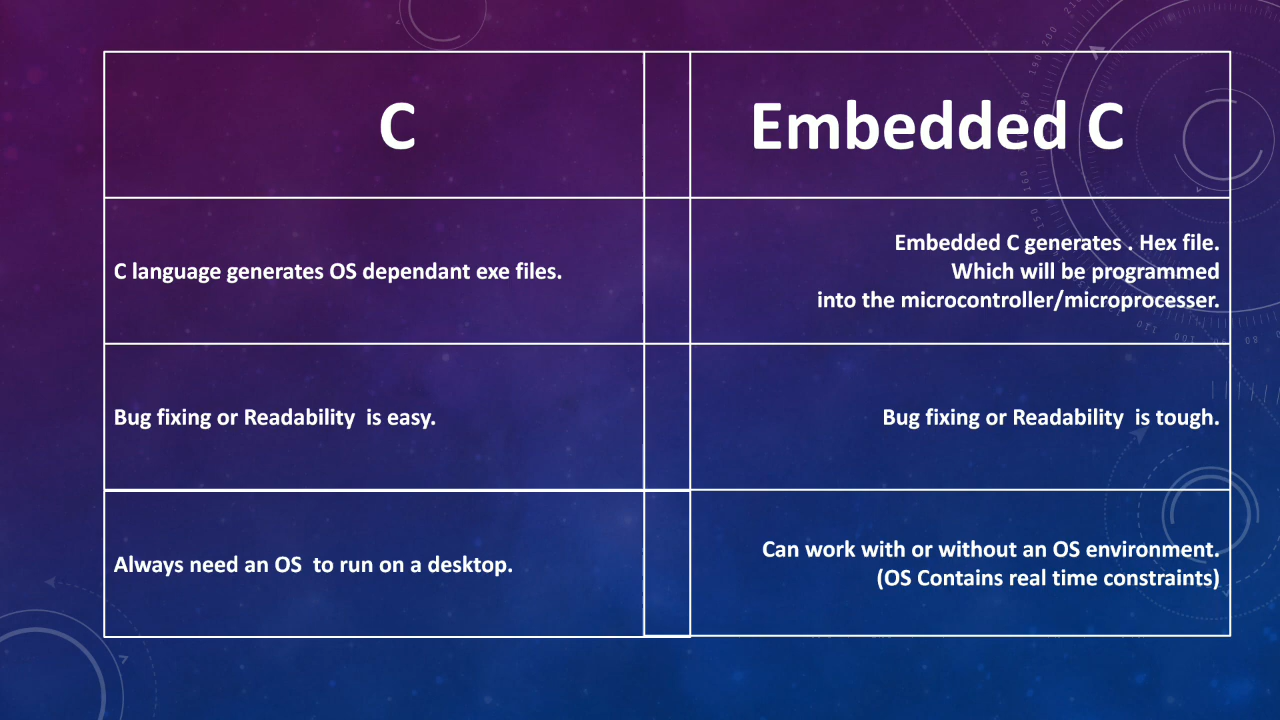 C
Embedded C
C language generates OS dependant exe files.
Embedded C generates . Hex file.
Which will be programmed
into the microcontroller/microprocesser.
Bug fixing or Readability  is easy.
Bug fixing or Readability  is tough.
Always need an OS  to run on a desktop.
Can work with or without an OS environment.
(OS Contains real time constraints)